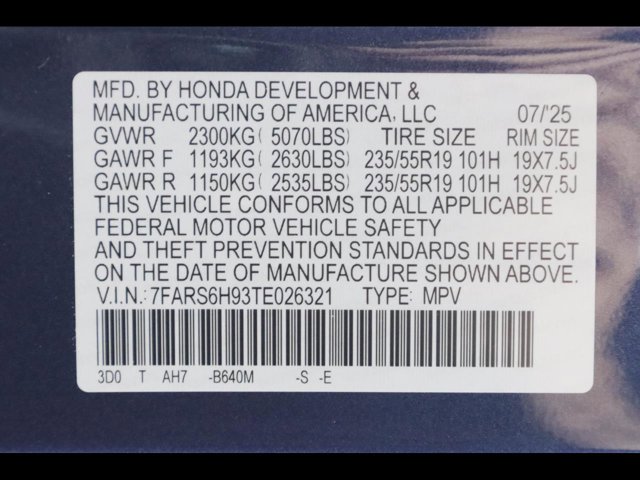 MFD. BY HONDA DEVELOPMENT &
MANUFACTURING OF AMERICA, LLC 07/'25
GVWR 2300KG( 5070LBS) TIRE SIZE RIM SIZE
GAWR F 1193KG( 2630LBS) 235/55R19 101H 19X7.5J
GAWR R 1150KG( 2535LBS) 235/55R19 101H 19X7.5J
THIS VEHICLE CONFORMS TO ALL APPLICABLE
FEDERAL MOTOR VEHICLE SAFETY
AND THEFT PREVENTION STANDARDS IN EFFECT
ON THE DATE OF MANUFACTURE SHOWN ABOVE.
V.I.N.: 7FARS6H93TE026321 TYPE: MPV
3D0 T AH7 -B640M -S -E